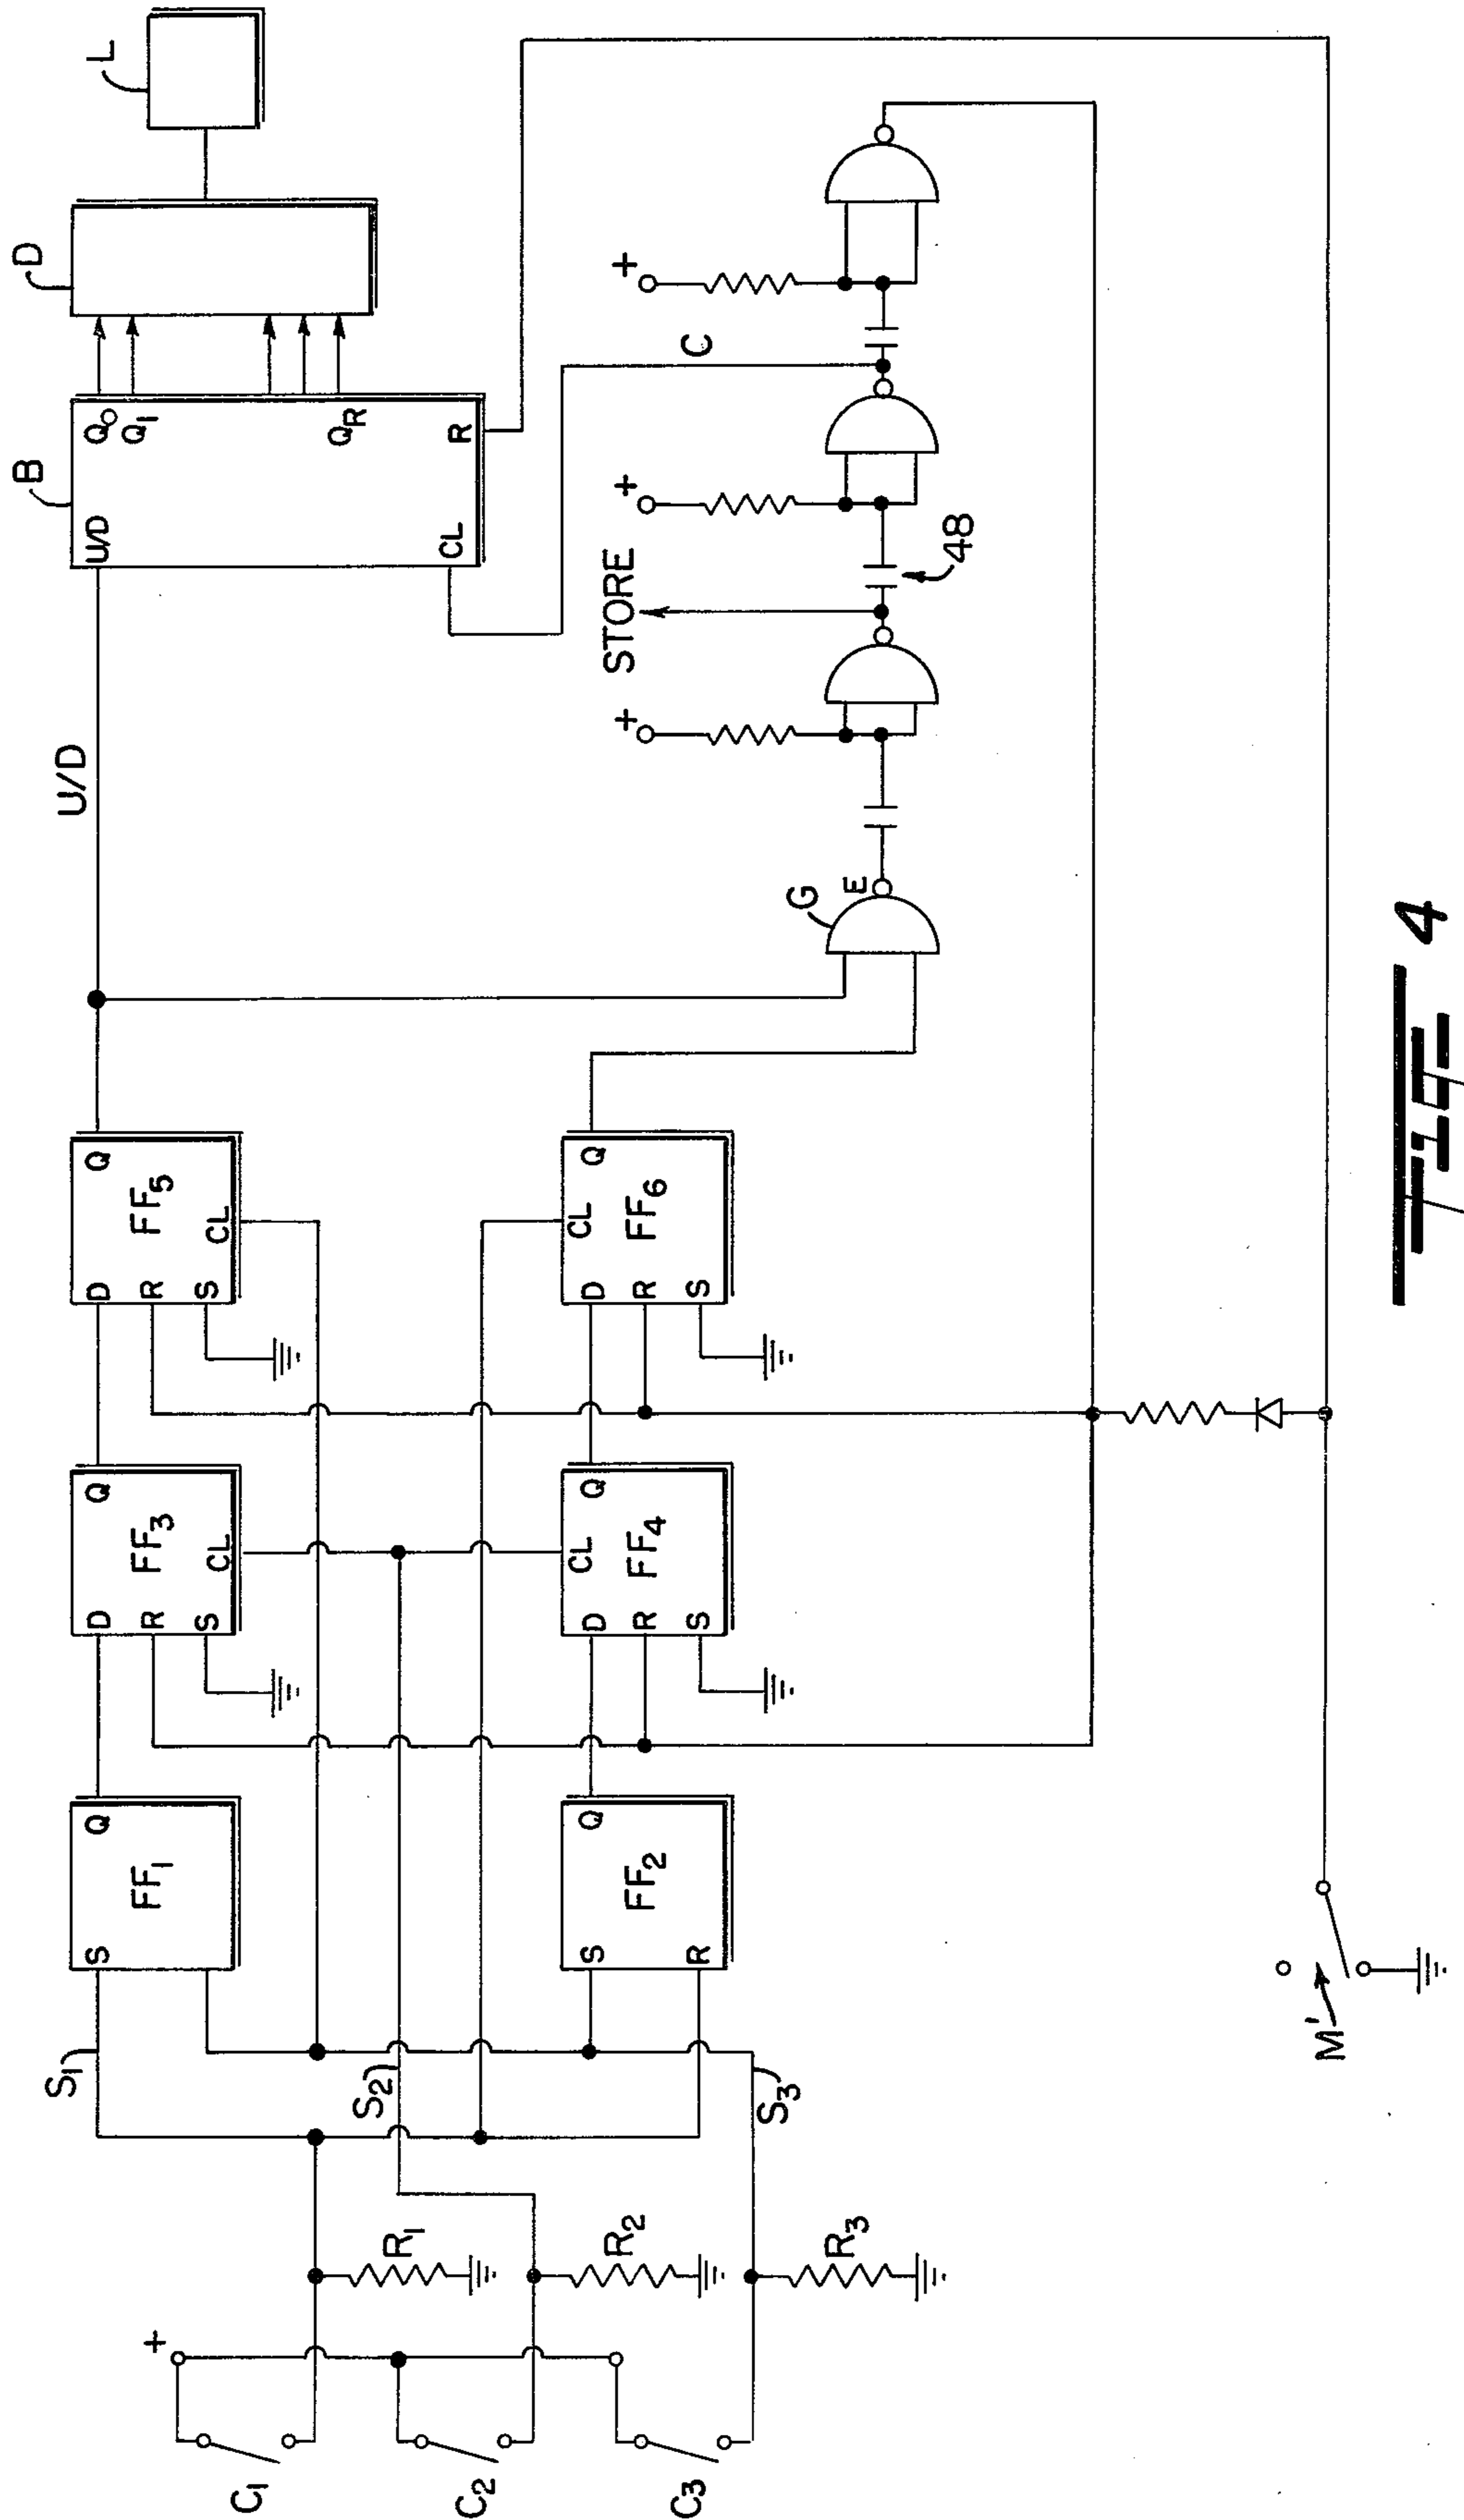 L
D
B
U/D
Q0
Q1
QR
R
CL
U/D
+
+
+
C
STORE
48
G
E
D
Q
R
FF5
S
CL
D
CL
Q
R
FF6
S
D
Q
R
FF3
S
CL
D
CL
Q
R
FF4
S
S
Q
FF1
S
Q
FF2
R
S1
S2
S3
R1
R2
R3
+
C1
C2
C3
M'
FIG 4